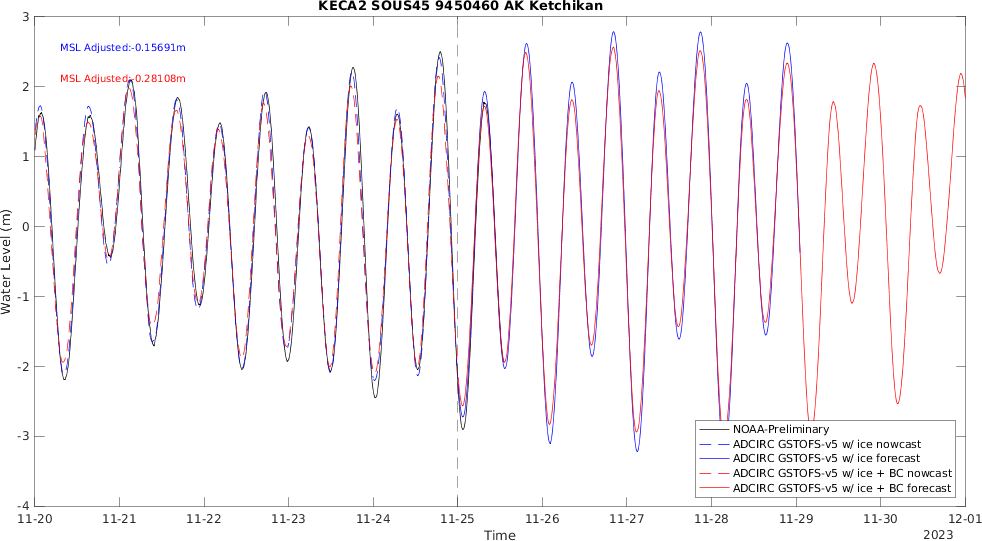 KECA2 SOUS45 9450460 AK Ketchikan
MSL Adjusted:-0.15691m
MSL Adjusted:-0.28108m
3
2
1
0
-1
-2
-3
-4
Water Level (m)
NOAA-Preliminary
ADCIRC GSTOFS-v5 w/ ice nowcast
ADCIRC GSTOFS-v5 w/ ice forecast
ADCIRC GSTOFS-v5 w/ ice + BC nowcast
ADCIRC GSTOFS-v5 w/ ice + BC forecast
11-20 11-21 11-22 11-23 11-24 11-25 11-26 11-27 11-28 11-29 11-30 12-01
Time
2023